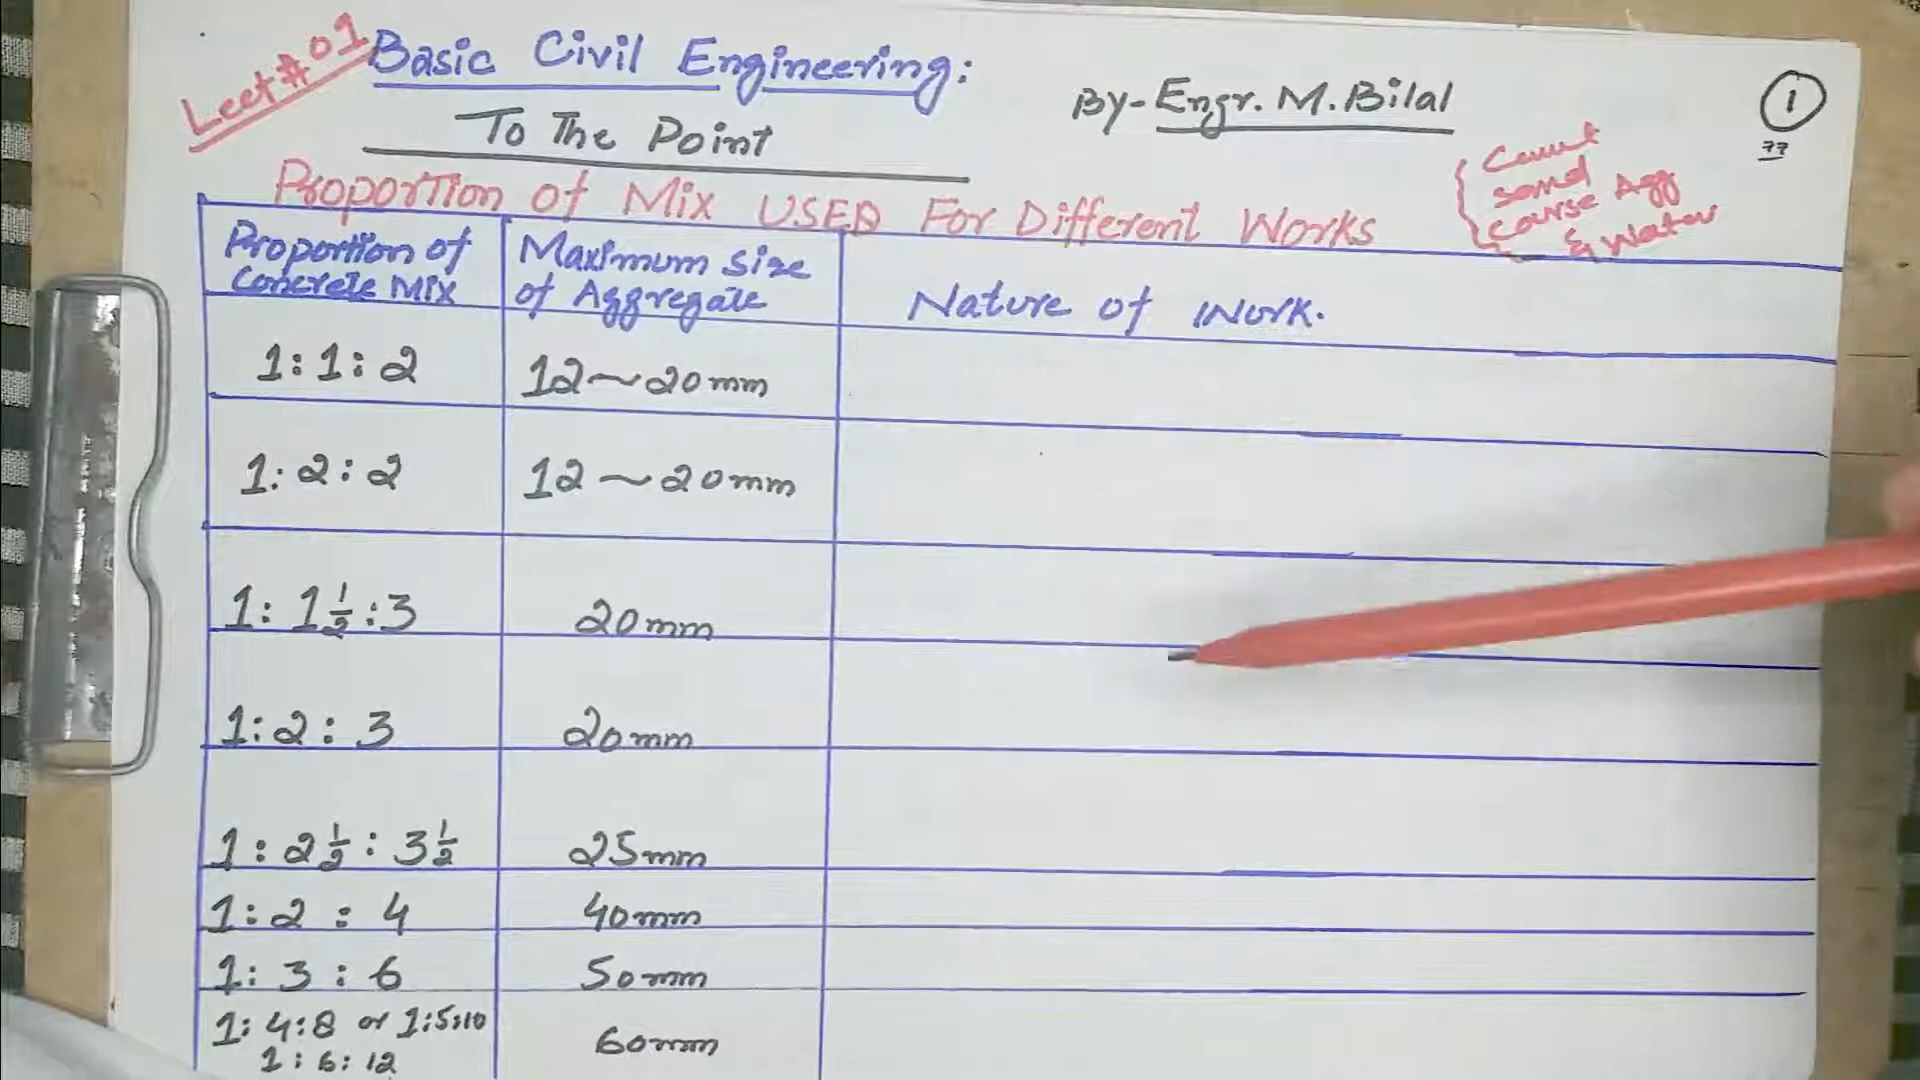 Lect # 01
Basic Civil Engineering:
To The Point
By- Engr. M. Bilal
1
Proportion of Mix USED For Different Works
sand
course Agg
& Water
Proportion of
Concrete Mix
Maximum Size
of Aggregate
Nature of Work.
1:1:2
12~20mm
1:2:2
12~20mm
1:1½:3
20mm
1:2:3
20mm
1:2½:3½
25mm
1:2:4
40mm
1:3:6
50mm
1:4:8 or 1:5:10
1:6:12
60mm